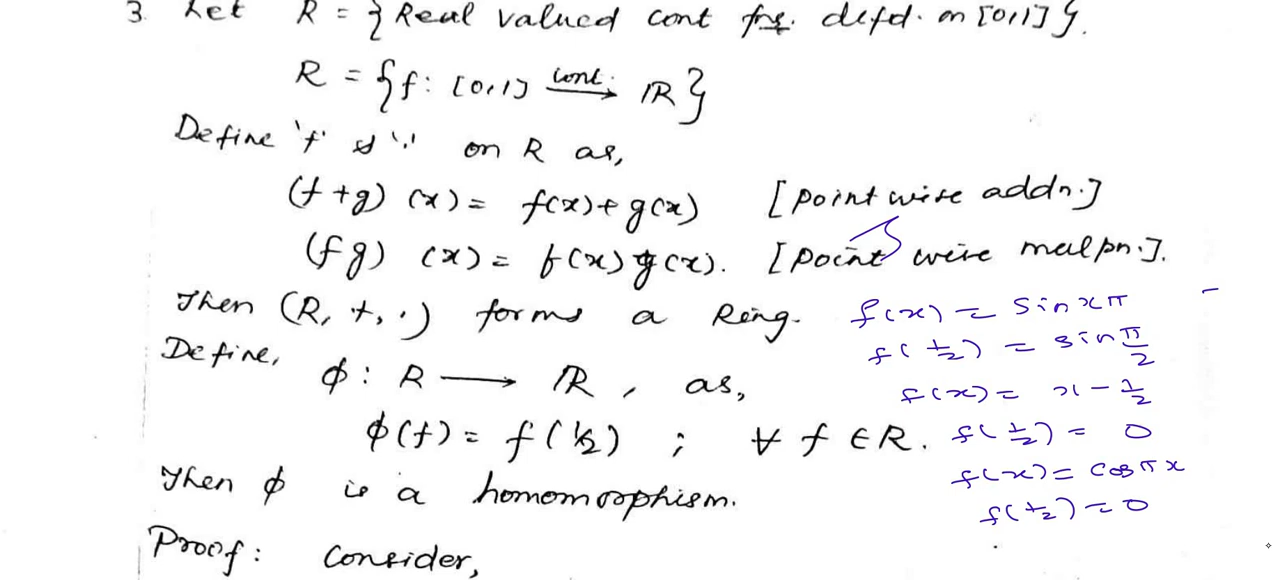 3. Let R = { Real valued cont fns. defd. on [0,1] }.
R = { f : [0,1] cont. → ℝ }
Define '+' & '.' on R as,
(f + g) (x) = f(x) + g(x) [point wise addn.]
(f g) (x) = f(x) g(x). [point wise mulpn.].
Then (R, +, ·) forms a Ring. f(x) = sin xπ
f(1/2) = sin π/2
Define, ϕ : R → ℝ, as, f(x) = x - 1/2
ϕ(f) = f(1/2) ; ∀ f ∈ R. f(1/2) = 0
f(x) = cos π x
Then ϕ is a homomorphism. f(1/2) = 0
Proof: Consider,